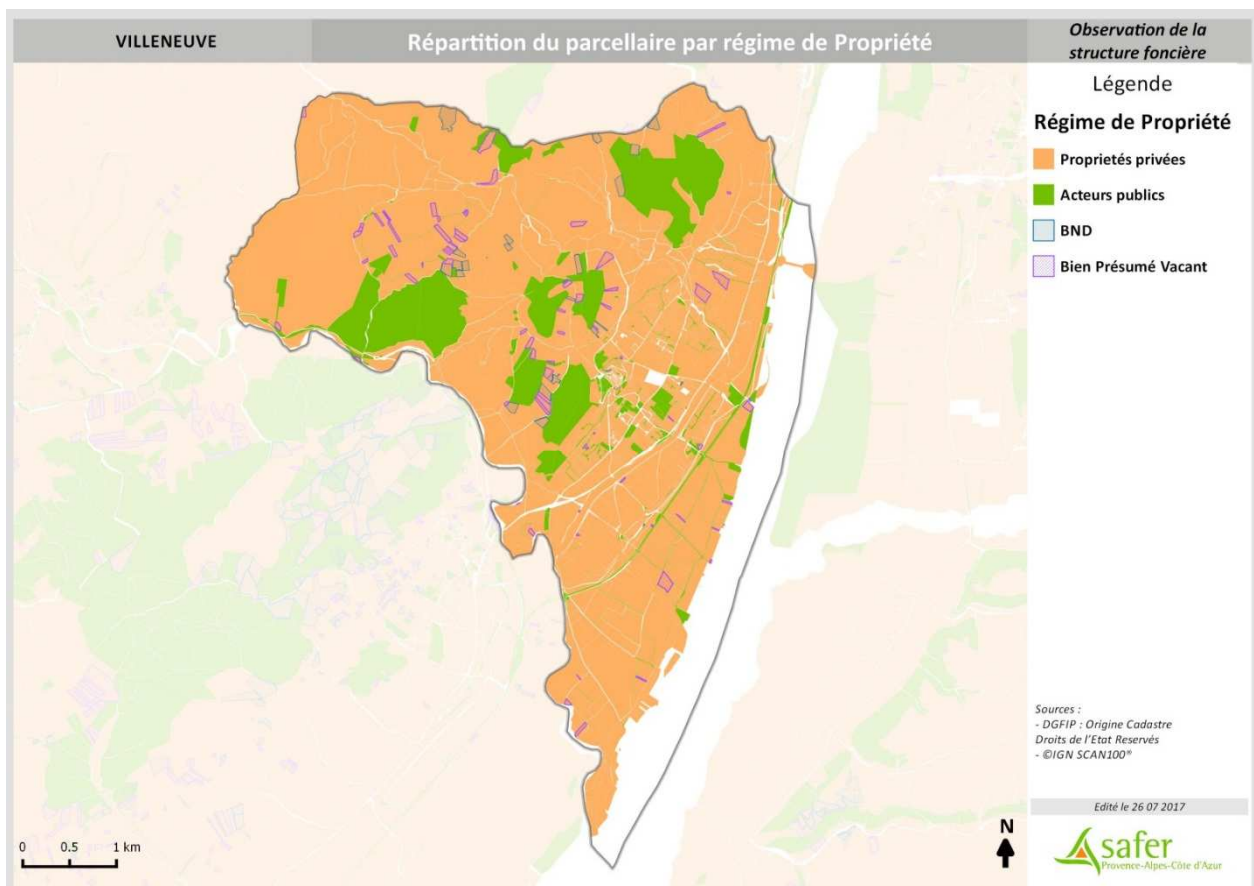 VILLENEUVE
Répartition du parcellaire par régime de Propriété
Observation de la
structure foncière
Légende
Régime de Propriété
Proprietés privées
Acteurs publics
BND
Bien Présumé Vacant
Sources :
- DGFIP : Origine Cadastre
Droits de l'Etat Reservés
- ©IGN SCAN100®
Edité le 26 07 2017
0 0.5 1 km
N
safer
Provence-Alpes-Côte d'Azur